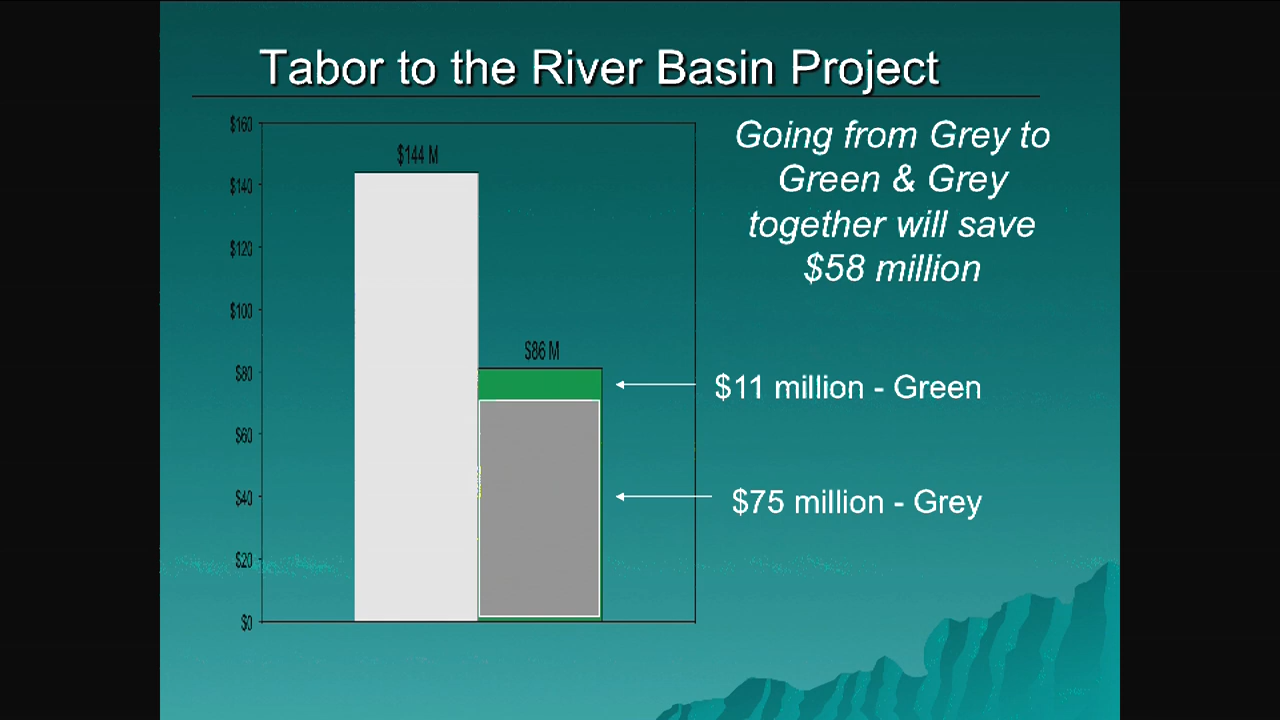 Tabor to the River Basin Project
$160
$140
$120
$100
$80
$60
$40
$20
$0
$144 M
$86 M
Going from Grey to
Green & Grey
together will save
$58 million
$11 million - Green
$75 million - Grey